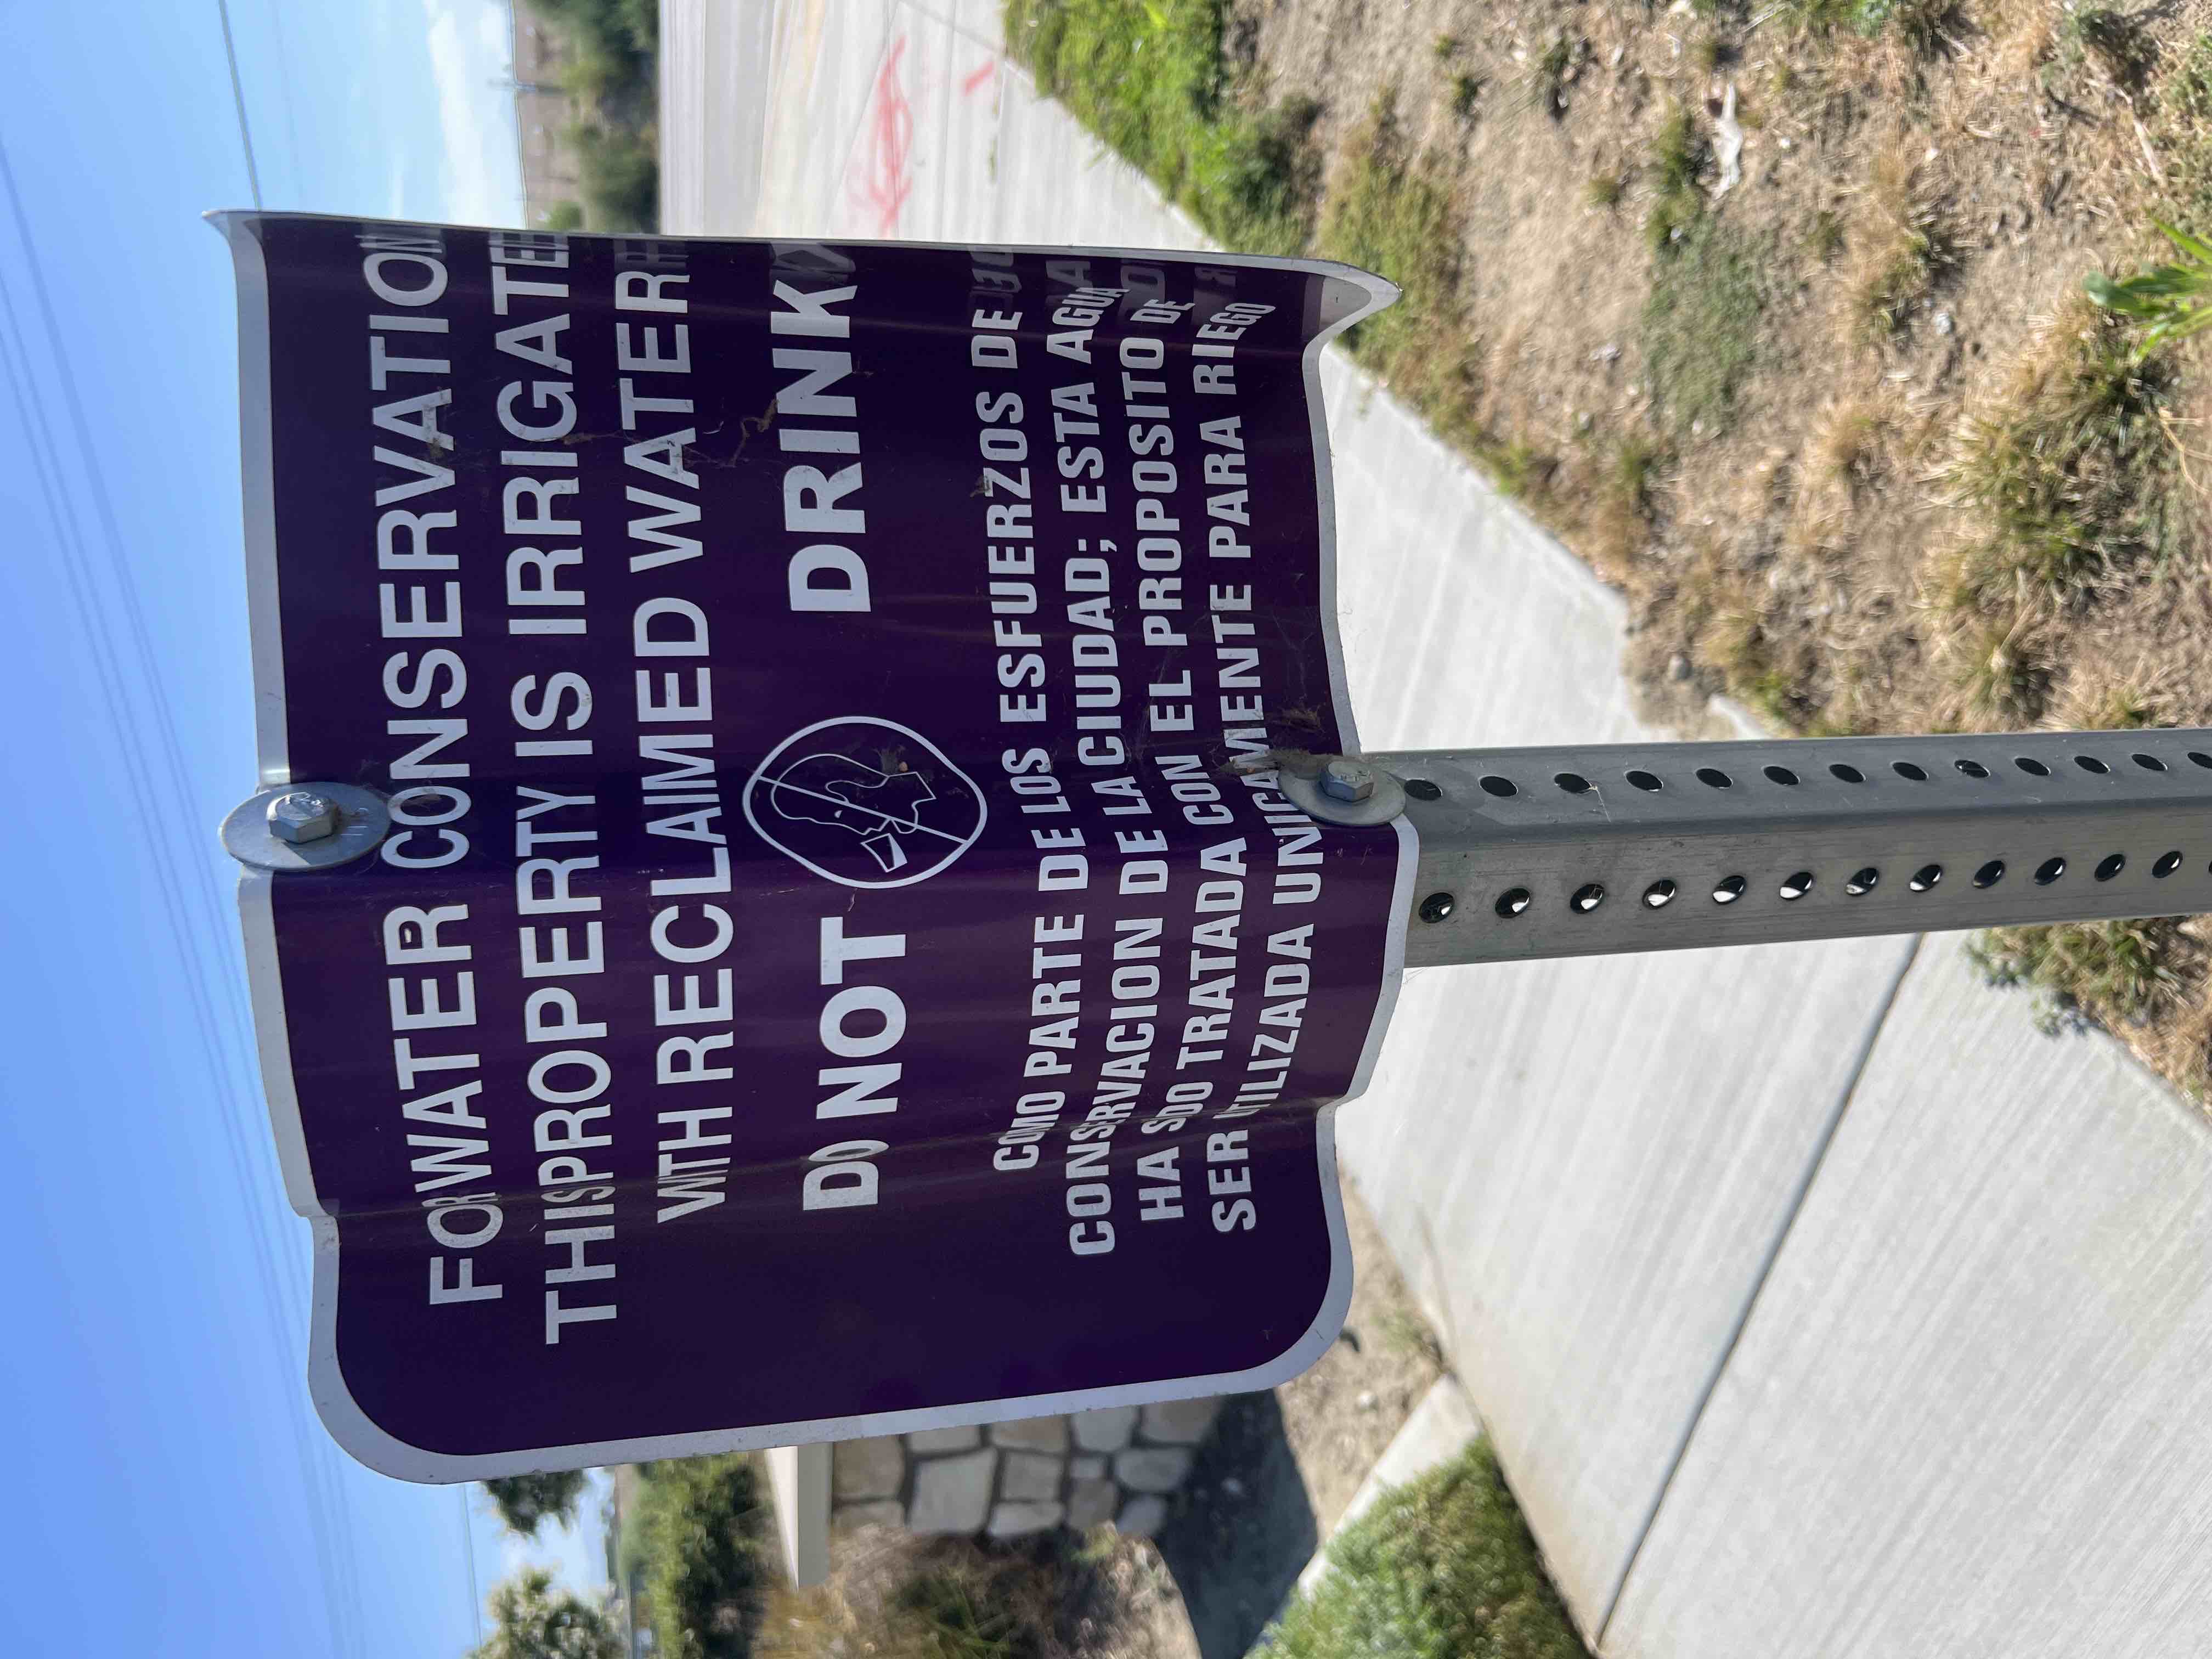 FOR WATER CONSERVATION
THIS PROPERTY IS IRRIGATED
WITH RECLAIMED WATER
DO NOT DRINK
COMO PARTE DE LOS ESFUERZOS DE
CONSERVACION DE LA CIUDAD; ESTA AGUA
HA SIDO TRATADA CON EL PROPOSITO DE
SER UTILIZADA UNICAMENTE PARA RIEGO